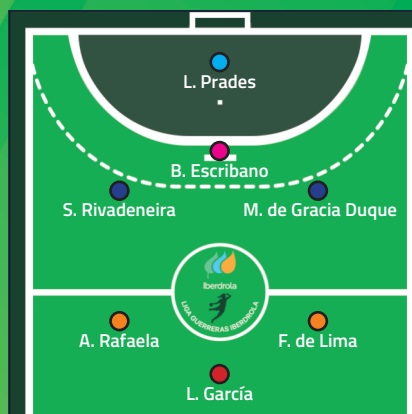 L. Prades
B. Escribano
S. Rivadeneira
M. de Gracia Duque
Iberdrola
LIGA GUERRERAS IBERDROLA
A. Rafaela
F. de Lima
L. García